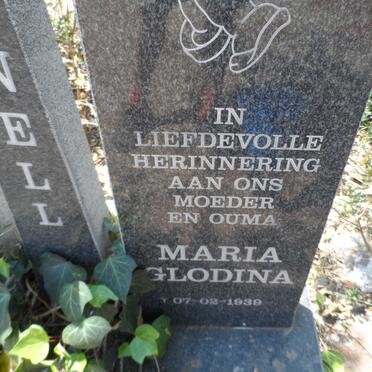 NELL
IN
LIEFDEVOLLE
HERINNERING
AAN ONS
MOEDER
EN OUMA
MARIA
GLODINA
07-02-1939